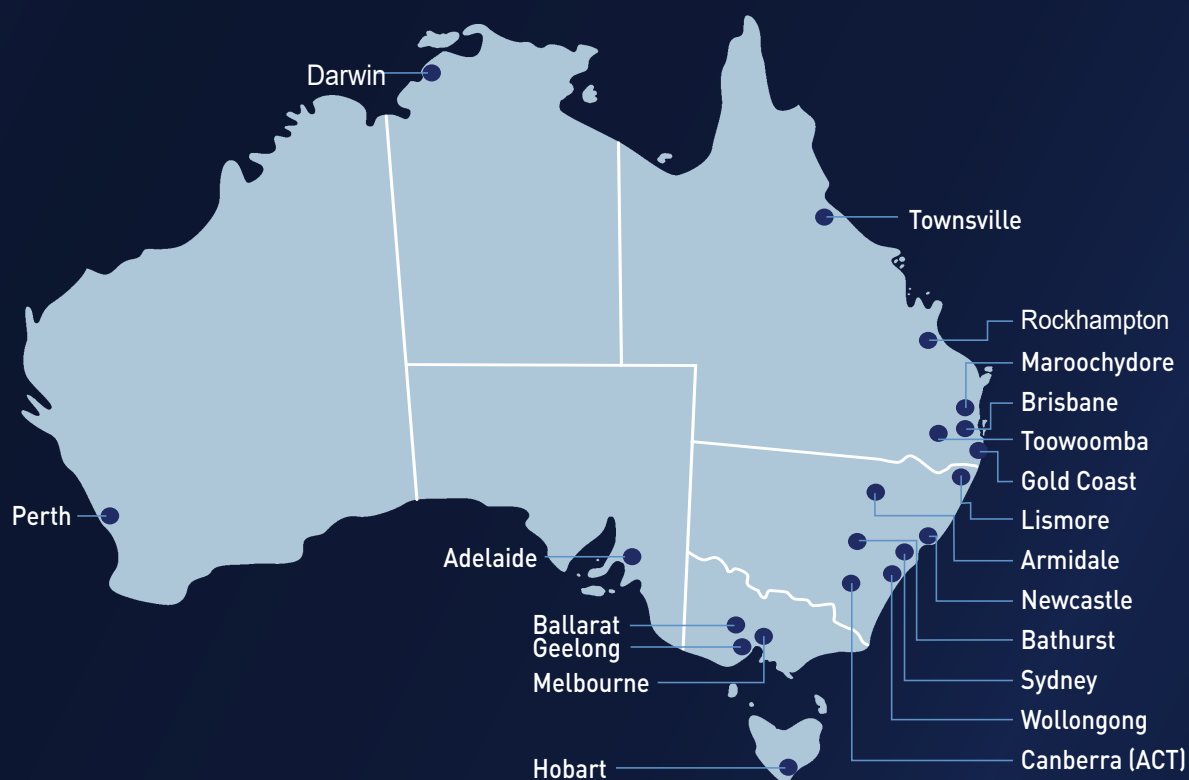 Darwin
Townsville
Rockhampton
Maroochydore
Brisbane
Toowoomba
Gold Coast
Perth
Lismore
Adelaide
Armidale
Newcastle
Ballarat
Bathurst
Geelong
Sydney
Melbourne
Wollongong
Canberra (ACT)
Hobart